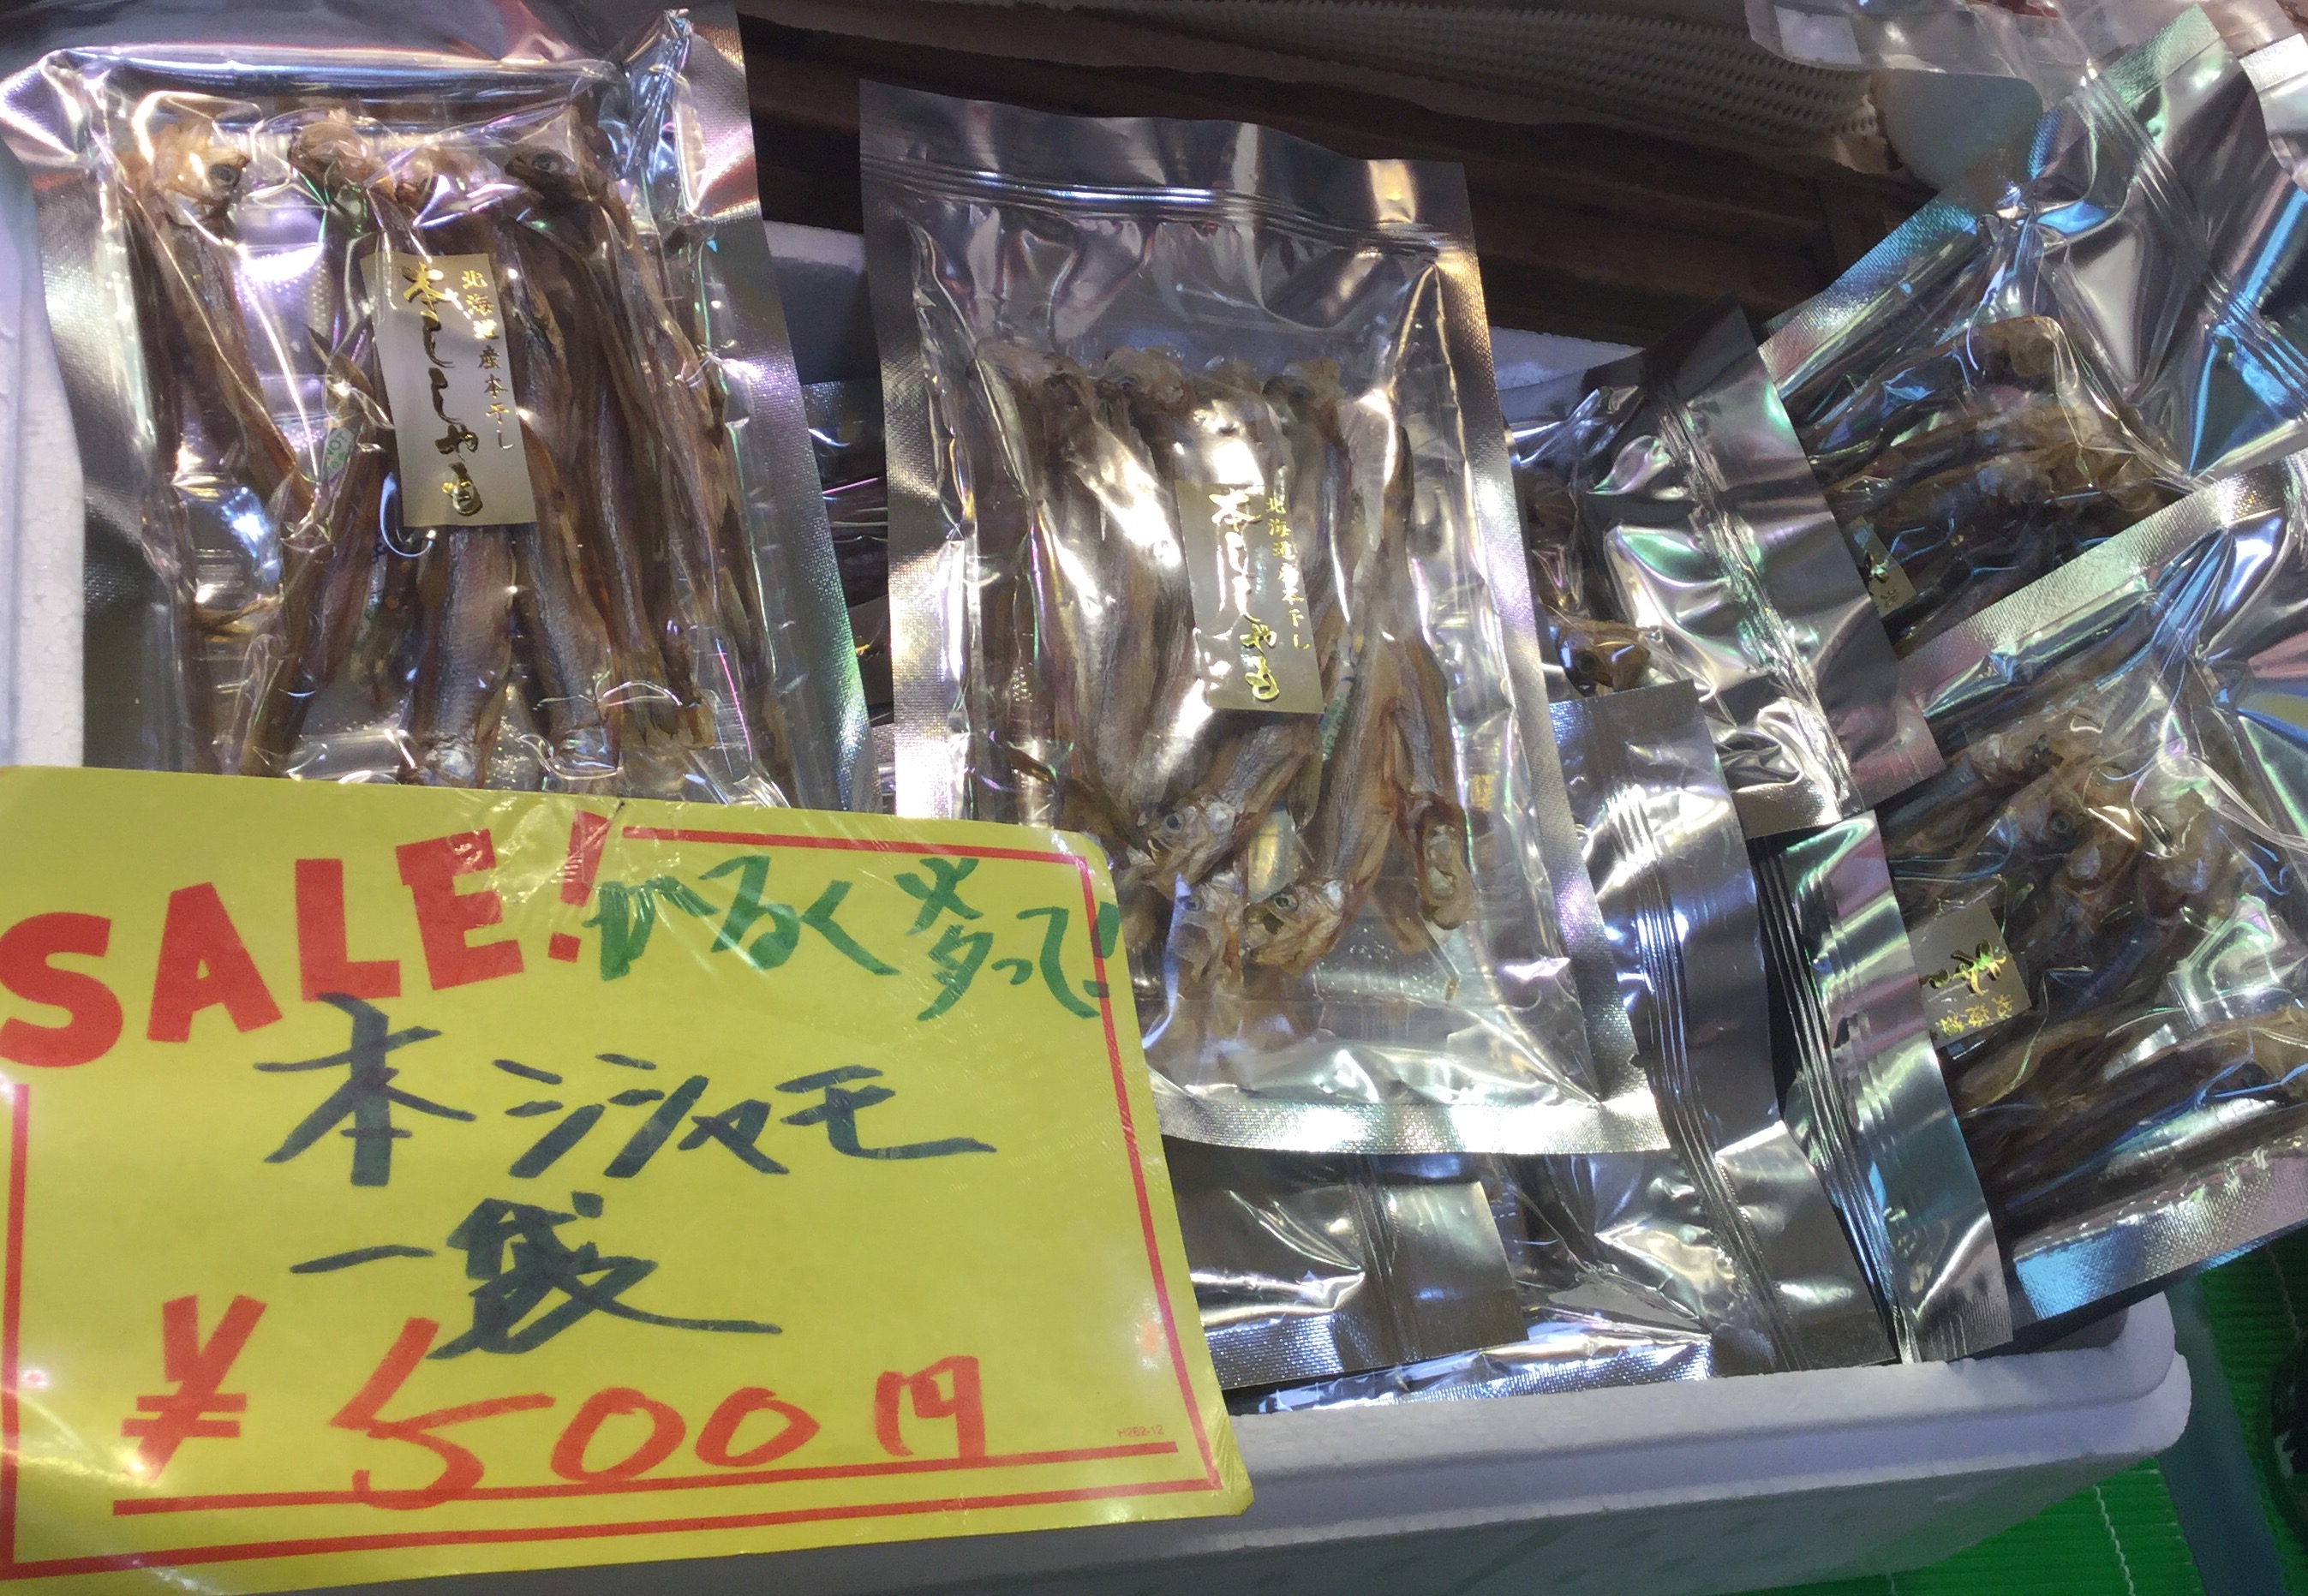 北海道産本干し
本ししゃも
北海道産本干し
本ししゃも
SALE!
かるく炙って!
本シシャモ
一袋
¥500円
H262-12